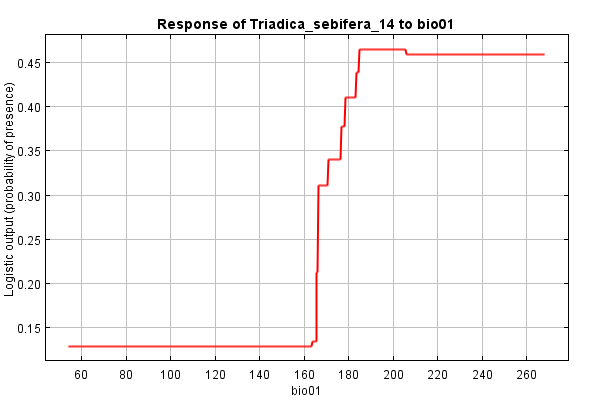 Response of Triadica_sebifera_14 to bio01
Logistic output (probability of presence)
0.45
0.40
0.35
0.30
0.25
0.20
0.15
60 80 100 120 140 160 180 200 220 240 260
bio01